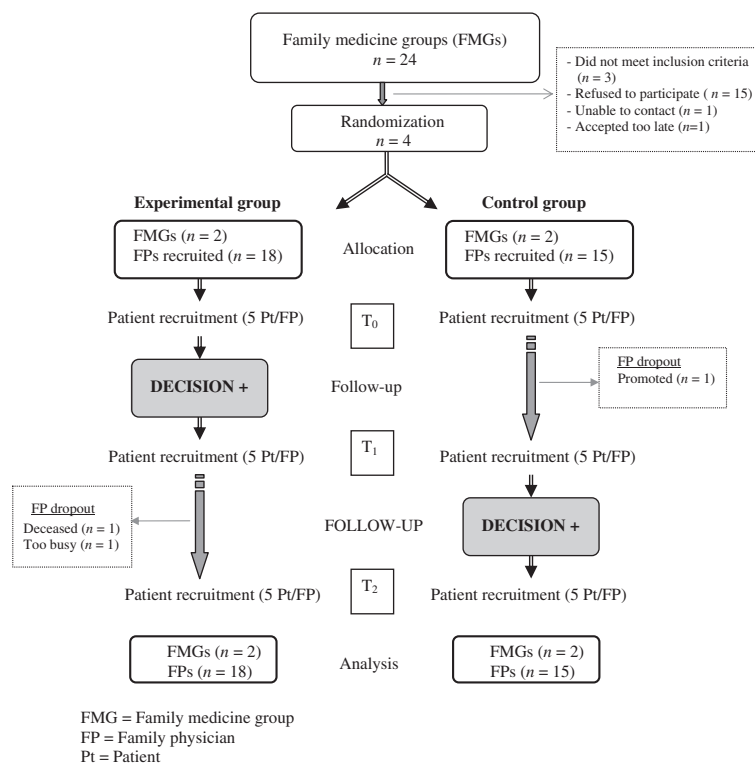 Family medicine groups (FMGs)
n = 24
- Did not meet inclusion criteria
(n = 3)
- Refused to participate ( n = 15)
- Unable to contact (n = 1)
- Accepted too late (n=1)
Randomization
n = 4
Experimental group
Control group
FMGs (n = 2)
FPs recruited (n = 18)
Allocation
FMGs (n = 2)
FPs recruited (n = 15)
Patient recruitment (5 Pt/FP)
T0
Patient recruitment (5 Pt/FP)
DECISION +
Follow-up
FP dropout
Promoted (n = 1)
Patient recruitment (5 Pt/FP)
T1
Patient recruitment (5 Pt/FP)
FP dropout
Deceased (n = 1)
Too busy (n = 1)
FOLLOW-UP
DECISION +
Patient recruitment (5 Pt/FP)
T2
Patient recruitment (5 Pt/FP)
FMGs (n = 2)
FPs (n = 18)
Analysis
FMGs (n = 2)
FPs (n = 15)
FMG = Family medicine group
FP = Family physician
Pt = Patient